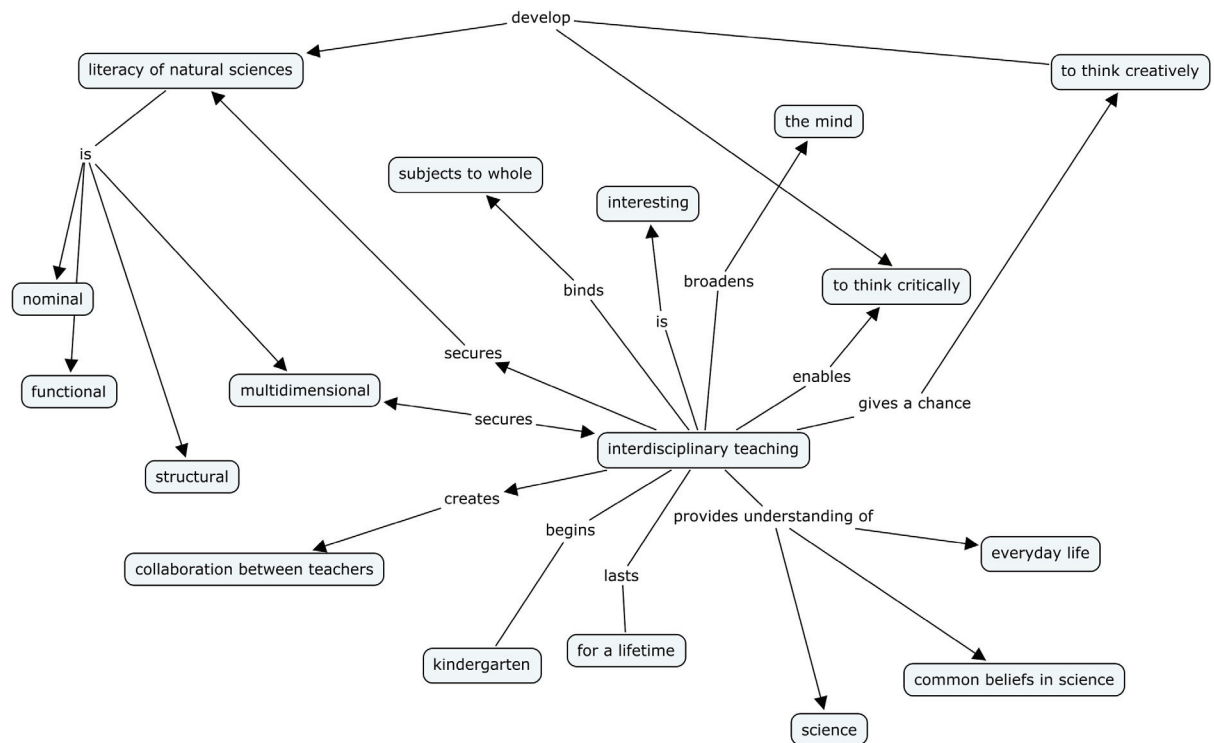 develop
literacy of natural sciences
to think creatively
the mind
is
subjects to whole
interesting
broadens
to think critically
binds
nominal
is
secures
functional
multidimensional
enables
gives a chance
secures
interdisciplinary teaching
structural
creates
begins
provides understanding of
everyday life
collaboration between teachers
lasts
kindergarten
for a lifetime
common beliefs in science
science